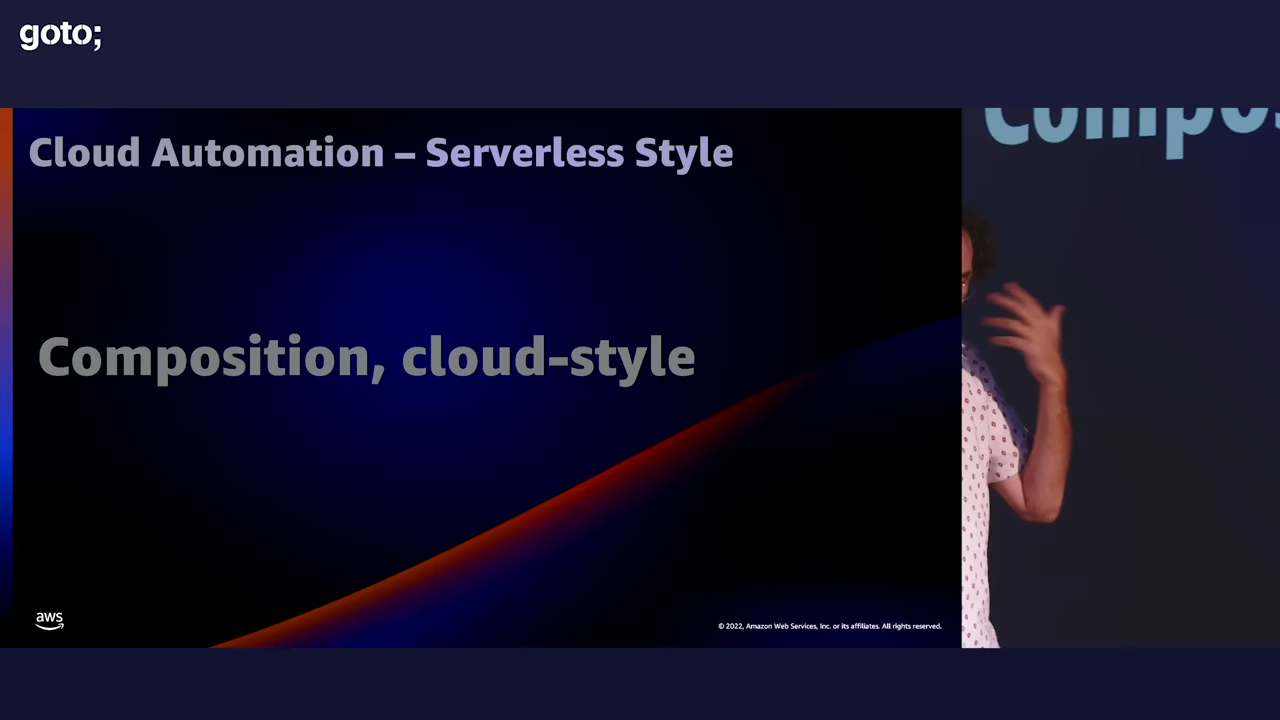 goto;
Cloud Automation – Serverless Style
Compos
Composition, cloud-style
aws
© 2022, Amazon Web Services, Inc. or its affiliates. All rights reserved.